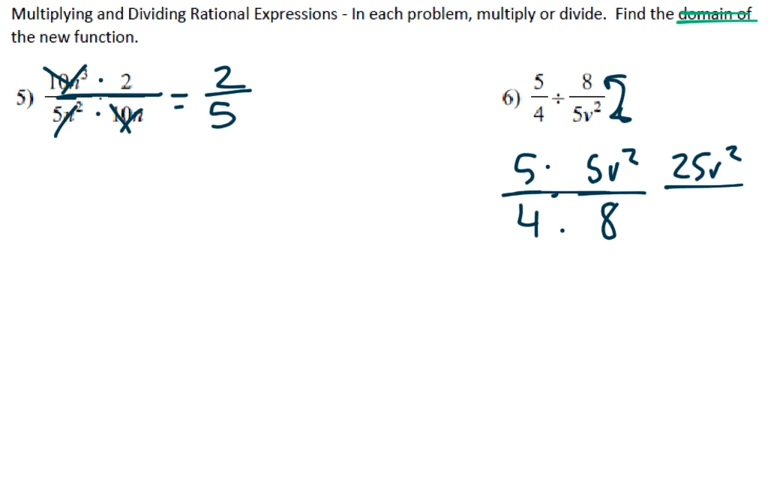 Multiplying and Dividing Rational Expressions - In each problem, multiply or divide. Find the domain of
the new function.
5) 10n³ · 2 / 5n² · 10n = 2/5
6) 5/4 ÷ 8/5v²
5 · 5v² / 4 · 8 25v²